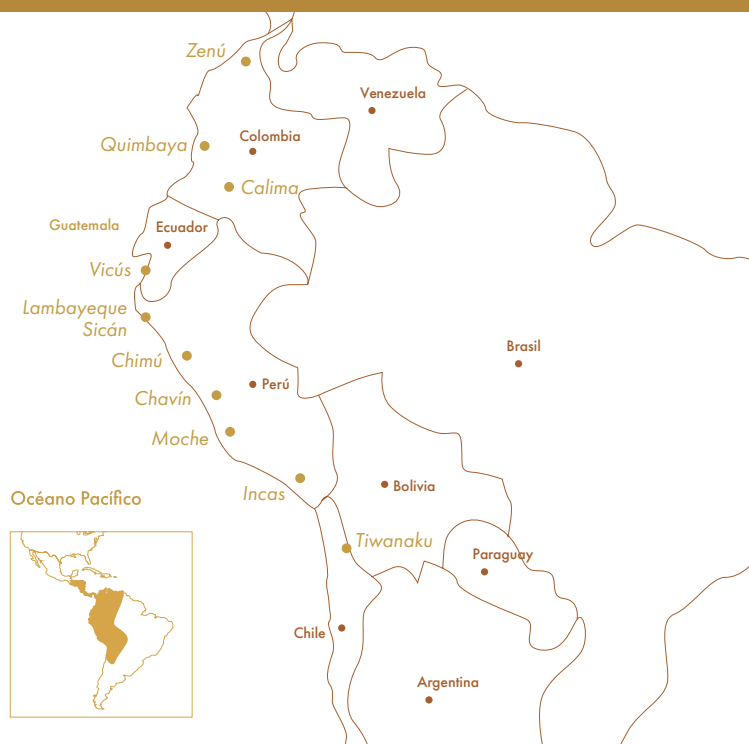 Zenú
Venezuela
Colombia
Quimbaya
Calima
Guatemala
Ecuador
Vicús
Lambayeque
Sicán
Brasil
Chimú
Perú
Chavín
Moche
Bolivia
Incas
Océano Pacífico
Tiwanaku
Paraguay
Chile
Argentina